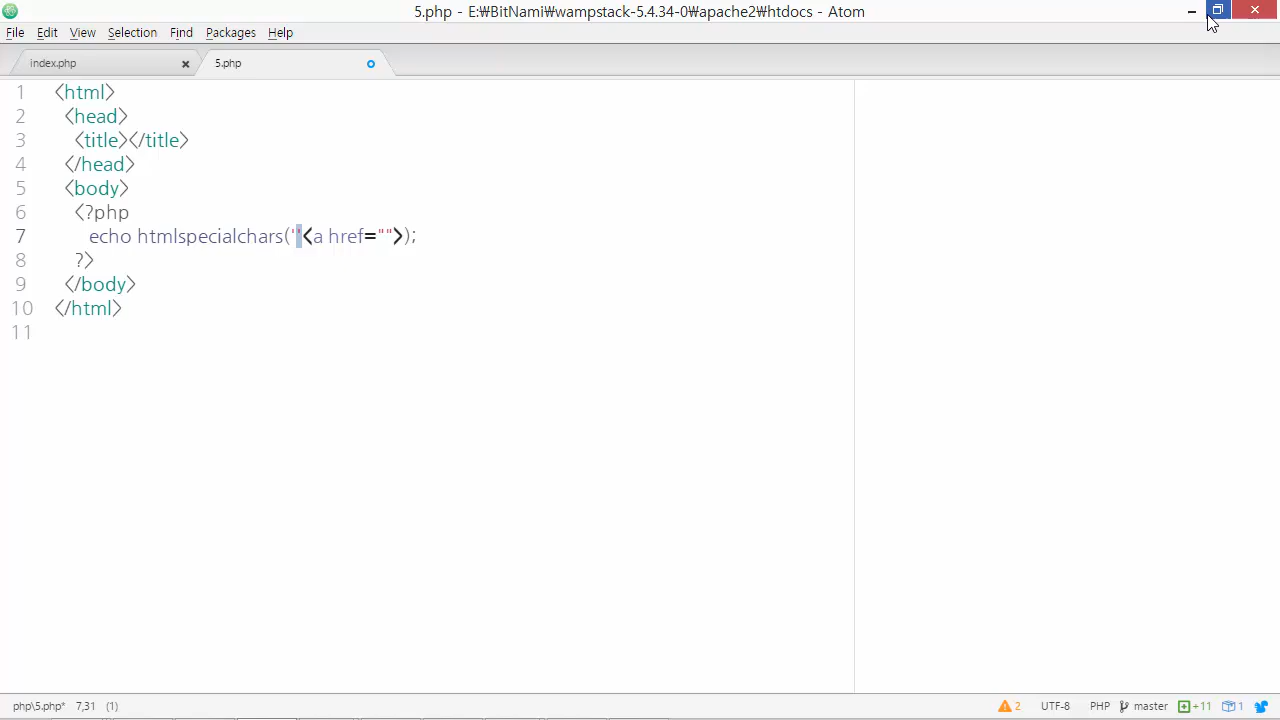 5.php - E:₩BitNami₩wampstack-5.4.34-0₩apache2₩htdocs - Atom
File Edit View Selection Find Packages Help
index.php 5.php
1 <html>
2 <head>
3 <title></title>
4 </head>
5 <body>
6 <?php
7 echo htmlspecialchars(''<a href="">);
8 ?>
9 </body>
10 </html>
11
php₩5.php* 7,31 (1) 2 UTF-8 PHP master +11 1